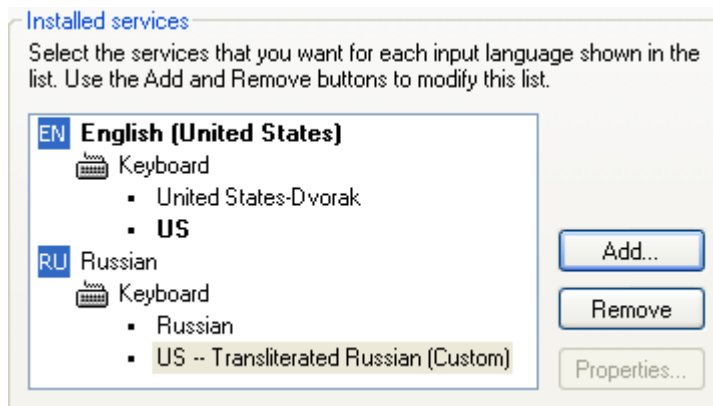 Installed services
Select the services that you want for each input language shown in the
list. Use the Add and Remove buttons to modify this list.
EN English (United States)
Keyboard
United States-Dvorak
US
RU Russian
Keyboard
Russian
US -- Transliterated Russian (Custom)
Add...
Remove
Properties...